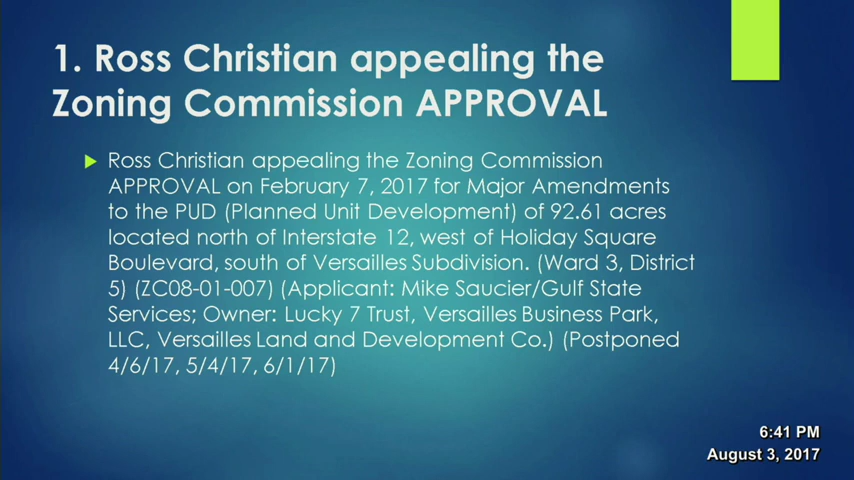 1. Ross Christian appealing the
Zoning Commission APPROVAL
Ross Christian appealing the Zoning Commission
APPROVAL on February 7, 2017 for Major Amendments
to the PUD (Planned Unit Development) of 92.61 acres
located north of Interstate 12, west of Holiday Square
Boulevard, south of Versailles Subdivision. (Ward 3, District
5) (ZC08-01-007) (Applicant: Mike Saucier/Gulf State
Services; Owner: Lucky 7 Trust, Versailles Business Park,
LLC, Versailles Land and Development Co.) (Postponed
4/6/17, 5/4/17, 6/1/17)
6:41 PM
August 3, 2017